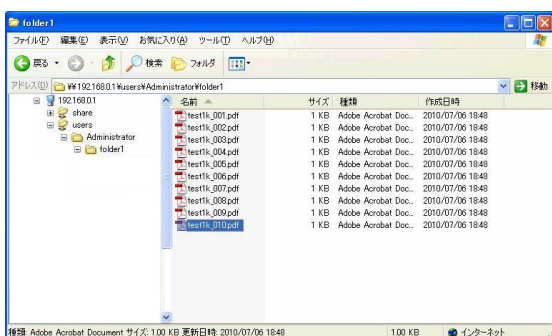 folder1
ファイル(F) 編集(E) 表示(V) お気に入り(A) ツール(T) ヘルプ(H)
戻る 検索 フォルダ
アドレス(D) ¥¥192.168.0.1¥users¥Administrator¥folder1 移動
192.168.0.1
share
users
Administrator
folder1
名前 サイズ 種類 作成日時
test1k_001.pdf 1 KB Adobe Acrobat Doc... 2010/07/06 18:48
test1k_002.pdf 1 KB Adobe Acrobat Doc... 2010/07/06 18:48
test1k_003.pdf 1 KB Adobe Acrobat Doc... 2010/07/06 18:48
test1k_004.pdf 1 KB Adobe Acrobat Doc... 2010/07/06 18:48
test1k_005.pdf 1 KB Adobe Acrobat Doc... 2010/07/06 18:48
test1k_006.pdf 1 KB Adobe Acrobat Doc... 2010/07/06 18:48
test1k_007.pdf 1 KB Adobe Acrobat Doc... 2010/07/06 18:48
test1k_008.pdf 1 KB Adobe Acrobat Doc... 2010/07/06 18:48
test1k_009.pdf 1 KB Adobe Acrobat Doc... 2010/07/06 18:48
test1k_010.pdf 1 KB Adobe Acrobat Doc... 2010/07/06 18:48
種類: Adobe Acrobat Document サイズ: 1.00 KB 更新日時: 2010/07/06 18:48 1.00 KB インターネット